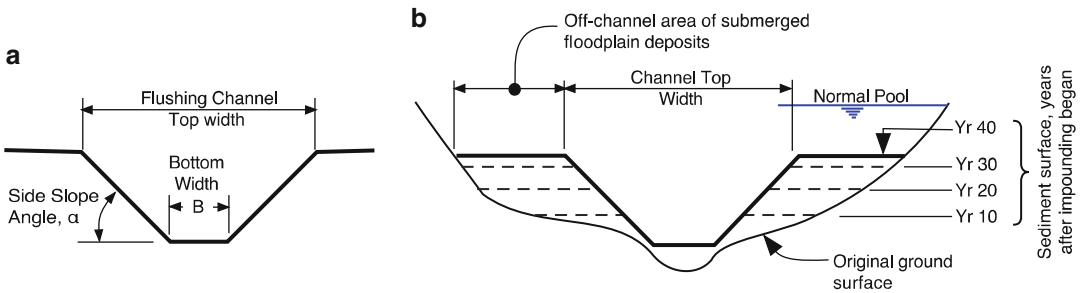 a
Flushing Channel
Top width
Bottom
Width
B
Side Slope
Angle, α
b
Off-channel area of submerged
floodplain deposits
Channel Top
Width
Normal Pool
Yr 40
Yr 30
Yr 20
Yr 10
Sediment surface, years
after impounding began
Original ground
surface